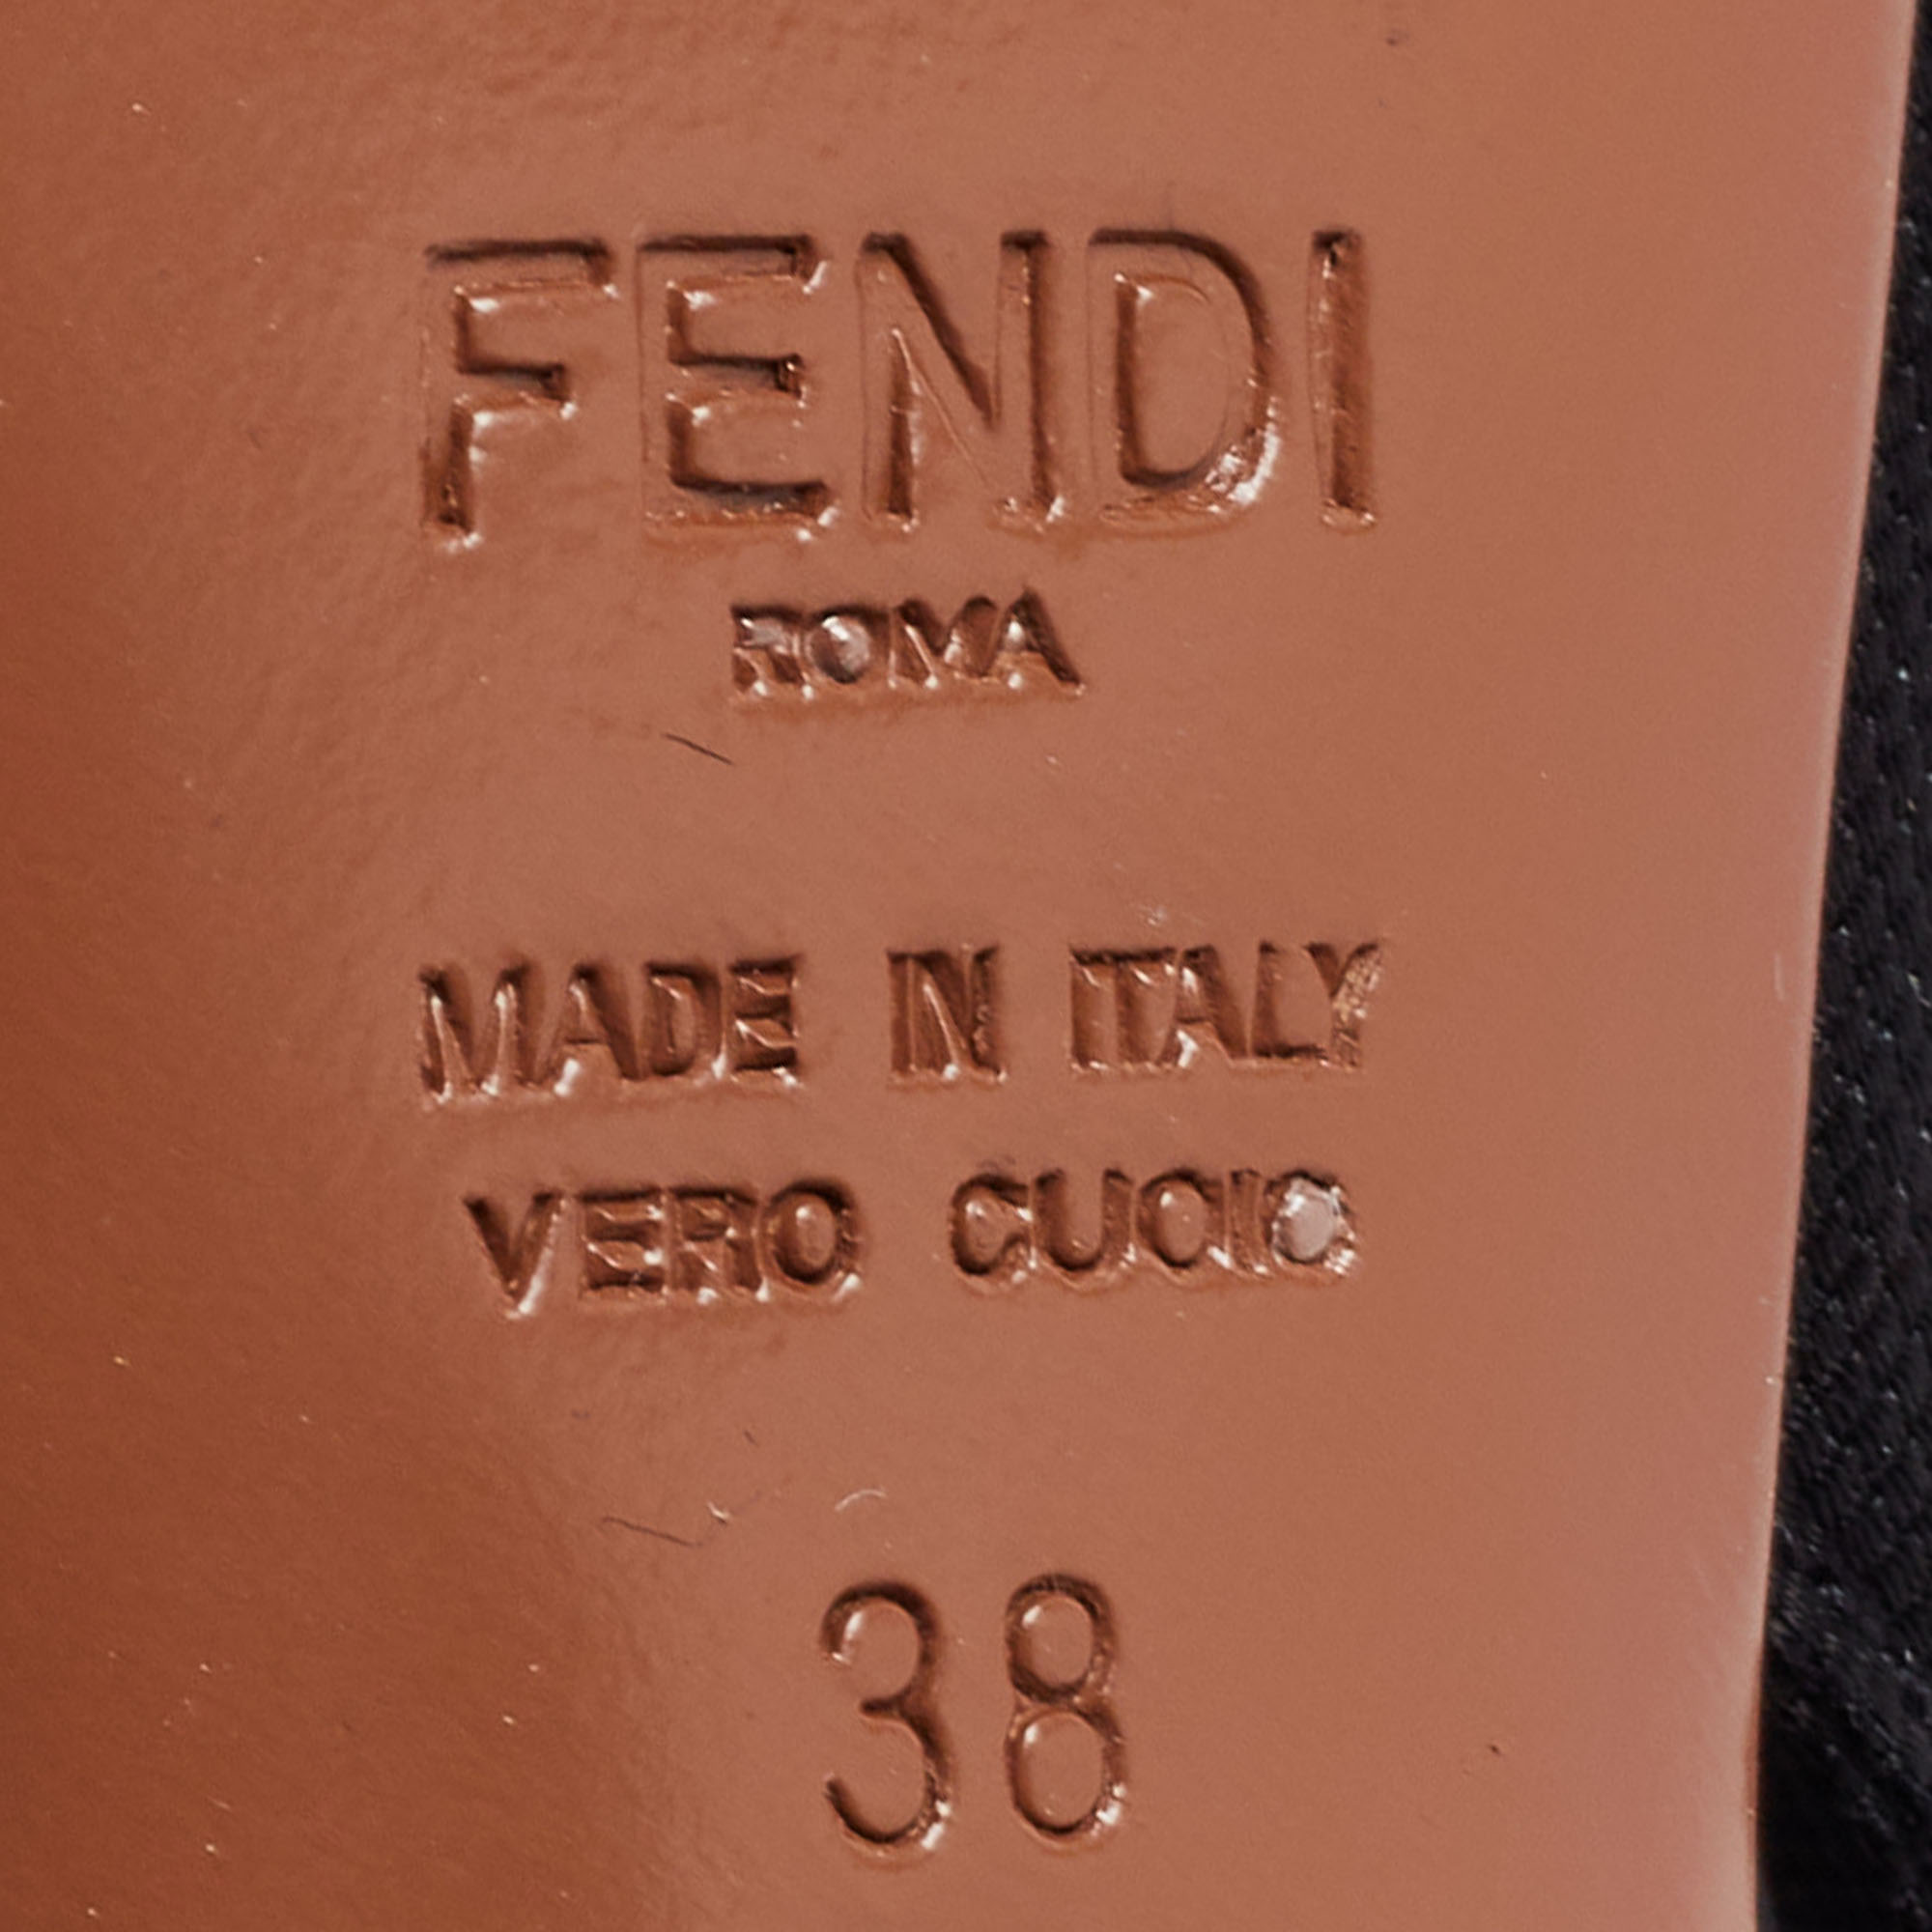 FENDI
ROMA
MADE IN ITALY
VERO CUOIO
38